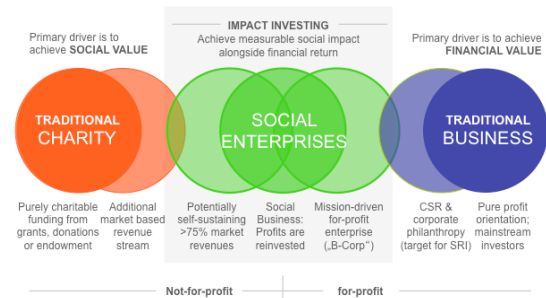 IMPACT INVESTING
Primary driver is to
achieve SOCIAL VALUE
Achieve measurable social impact
alongside financial return
Primary driver is to achieve
FINANCIAL VALUE
TRADITIONAL
CHARITY
SOCIAL
ENTERPRISES
TRADITIONAL
BUSINESS
Purely charitable
funding from
grants, donations
or endowment
Additional
market based
revenue
stream
Potentially
self-sustaining
>75% market
revenues
Social
Business:
Profits are
reinvested
Mission-driven
for-profit
enterprise
(„B-Corp“)
CSR &
corporate
philanthropy
(target for SRI)
Pure profit
orientation;
mainstream
investors
Not-for-profit
for-profit